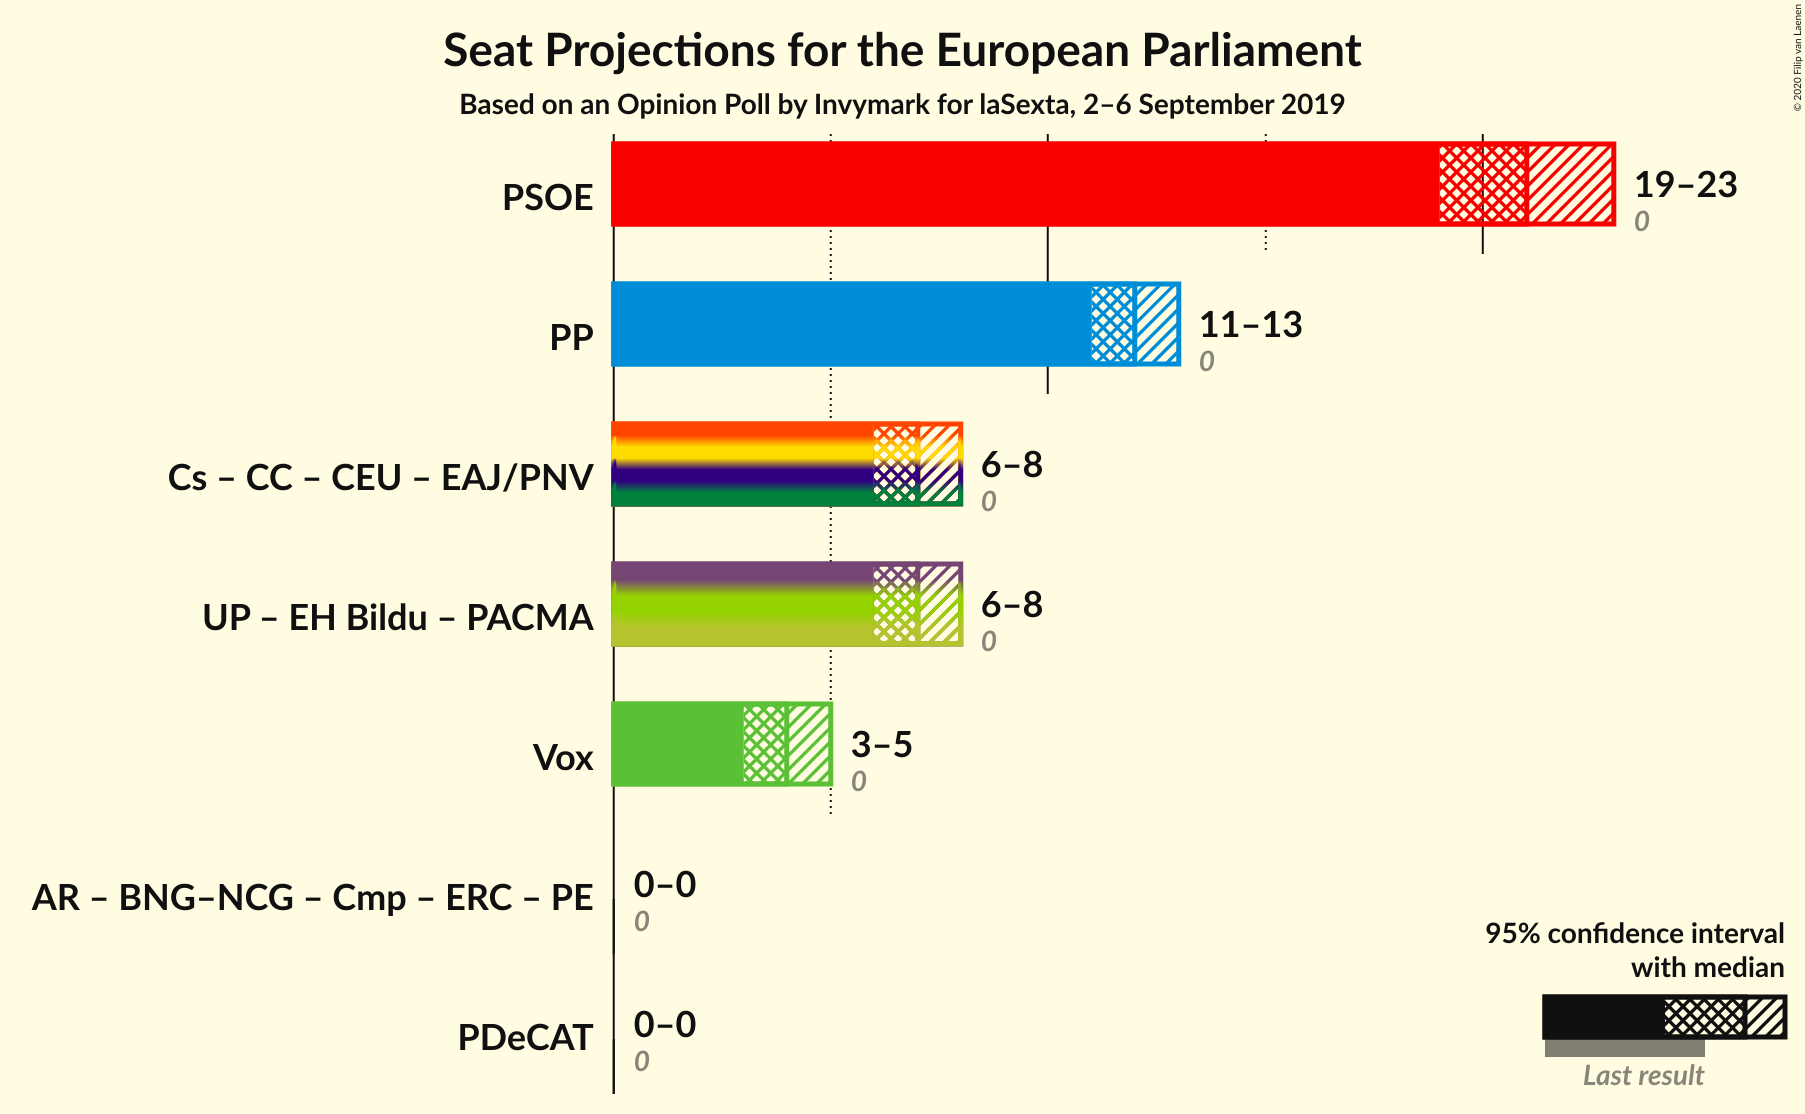 Seat Projections for the European Parliament
Based on an Opinion Poll by Invymark for laSexta, 2–6 September 2019
© 2020 Filip van Laenen
PSOE
19–23
0
PP
11–13
0
Cs – CC – CEU – EAJ/PNV
6–8
0
UP – EH Bildu – PACMA
6–8
0
Vox
3–5
0
AR – BNG–NCG – Cmp – ERC – PE
0–0
0
PDeCAT
0–0
0
95% confidence interval
with median
Last result